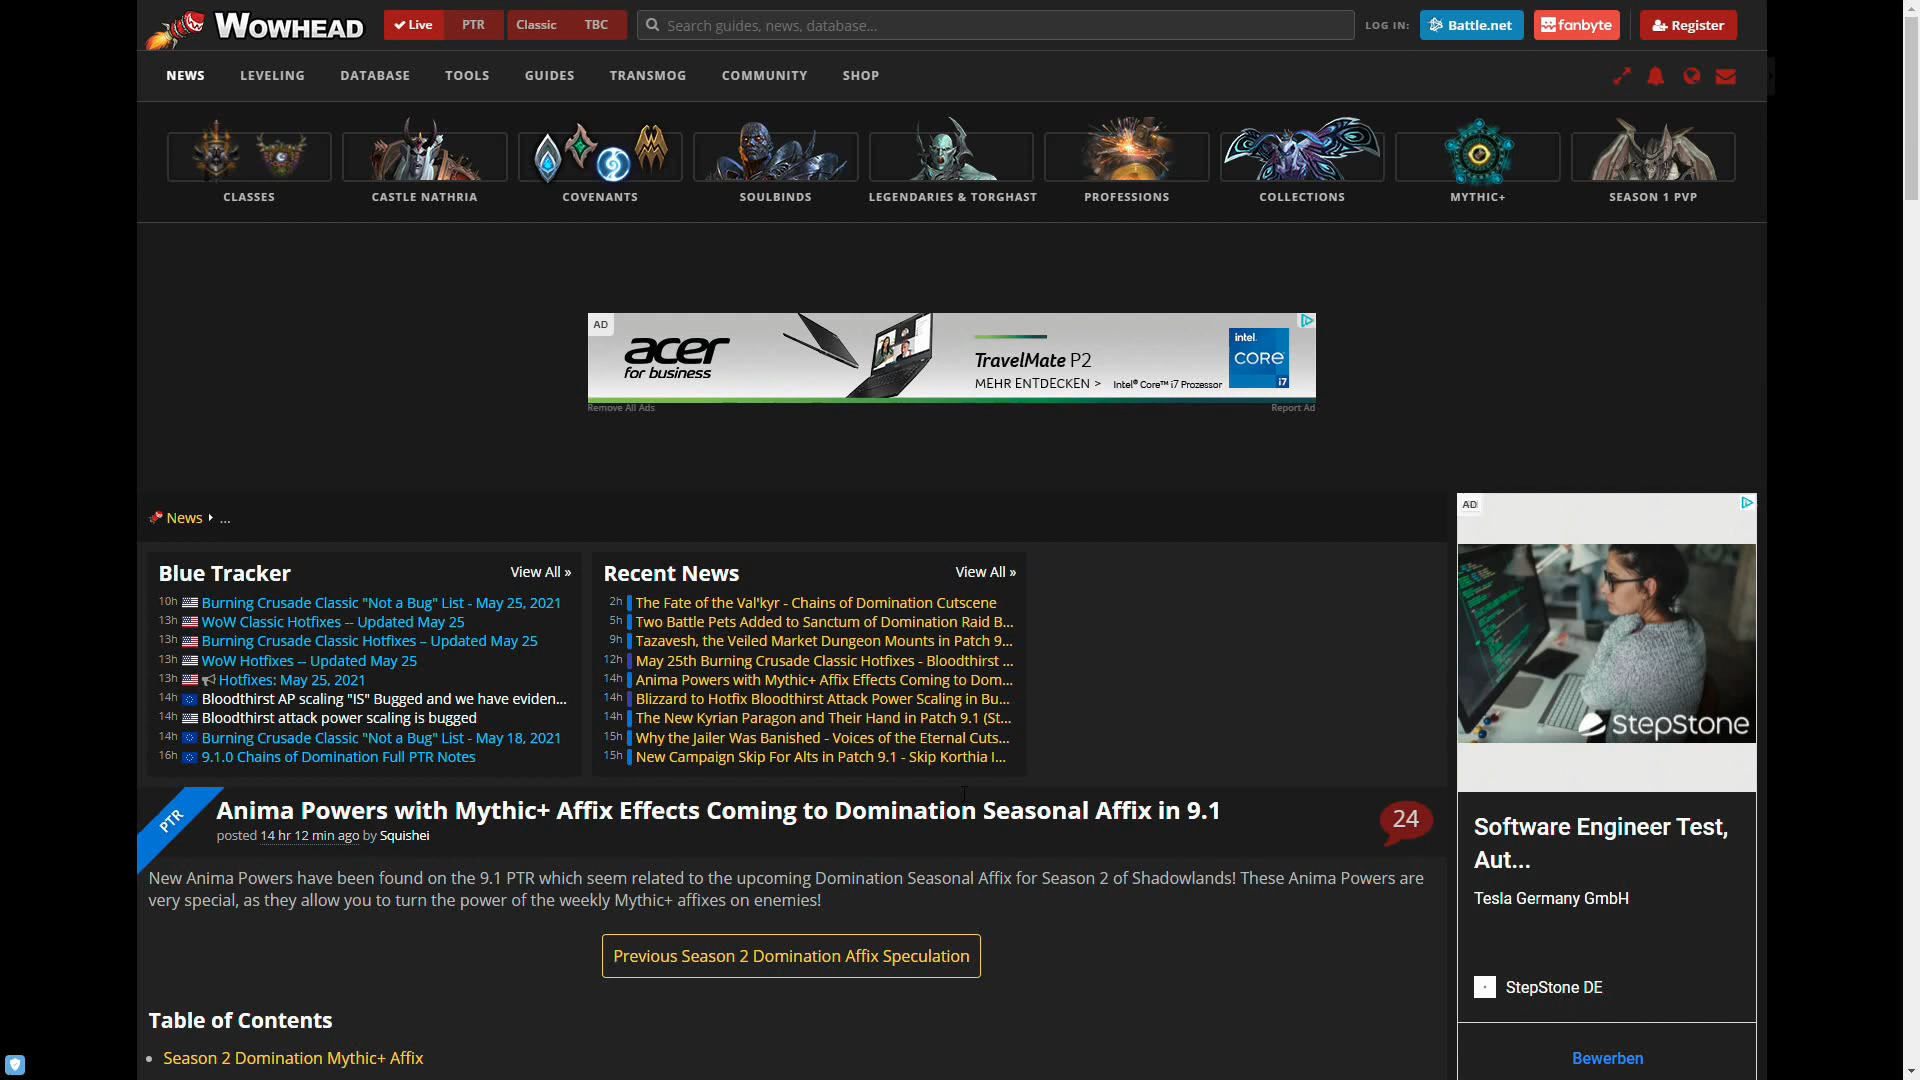 WOWHEAD
Live PTR Classic TBC
Search guides, news, database...
LOG IN: Battle.net fanbyte Register
NEWS LEVELING DATABASE TOOLS GUIDES TRANSMOG COMMUNITY SHOP
CLASSES CASTLE NATHRIA COVENANTS SOULBINDS LEGENDARIES & TORGHAST PROFESSIONS COLLECTIONS MYTHIC+ SEASON 1 PVP
AD
acer
for business
TravelMate P2
MEHR ENTDECKEN > Intel® Core™ i7 Prozessor
intel.
CORE
i7
Remove All Ads Report Ad
News ...
Blue Tracker View All »
10h Burning Crusade Classic "Not a Bug" List - May 25, 2021
13h WoW Classic Hotfixes -- Updated May 25
13h Burning Crusade Classic Hotfixes – Updated May 25
13h WoW Hotfixes -- Updated May 25
13h Hotfixes: May 25, 2021
14h Bloodthirst AP scaling "IS" Bugged and we have eviden...
14h Bloodthirst attack power scaling is bugged
14h Burning Crusade Classic "Not a Bug" List - May 18, 2021
16h 9.1.0 Chains of Domination Full PTR Notes
Recent News View All »
2h The Fate of the Val'kyr - Chains of Domination Cutscene
5h Two Battle Pets Added to Sanctum of Domination Raid B...
9h Tazavesh, the Veiled Market Dungeon Mounts in Patch 9...
12h May 25th Burning Crusade Classic Hotfixes - Bloodthirst ...
14h Anima Powers with Mythic+ Affix Effects Coming to Dom...
14h Blizzard to Hotfix Bloodthirst Attack Power Scaling in Bu...
14h The New Kyrian Paragon and Their Hand in Patch 9.1 (St...
15h Why the Jailer Was Banished - Voices of the Eternal Cuts...
15h New Campaign Skip For Alts in Patch 9.1 - Skip Korthia I...
PTR
Anima Powers with Mythic+ Affix Effects Coming to Domination Seasonal Affix in 9.1
posted 14 hr 12 min ago by Squishei
24
New Anima Powers have been found on the 9.1 PTR which seem related to the upcoming Domination Seasonal Affix for Season 2 of Shadowlands! These Anima Powers are
very special, as they allow you to turn the power of the weekly Mythic+ affixes on enemies!
Previous Season 2 Domination Affix Speculation
Table of Contents
Season 2 Domination Mythic+ Affix
AD
StepStone
Software Engineer Test,
Aut...
Tesla Germany GmbH
StepStone DE
Bewerben